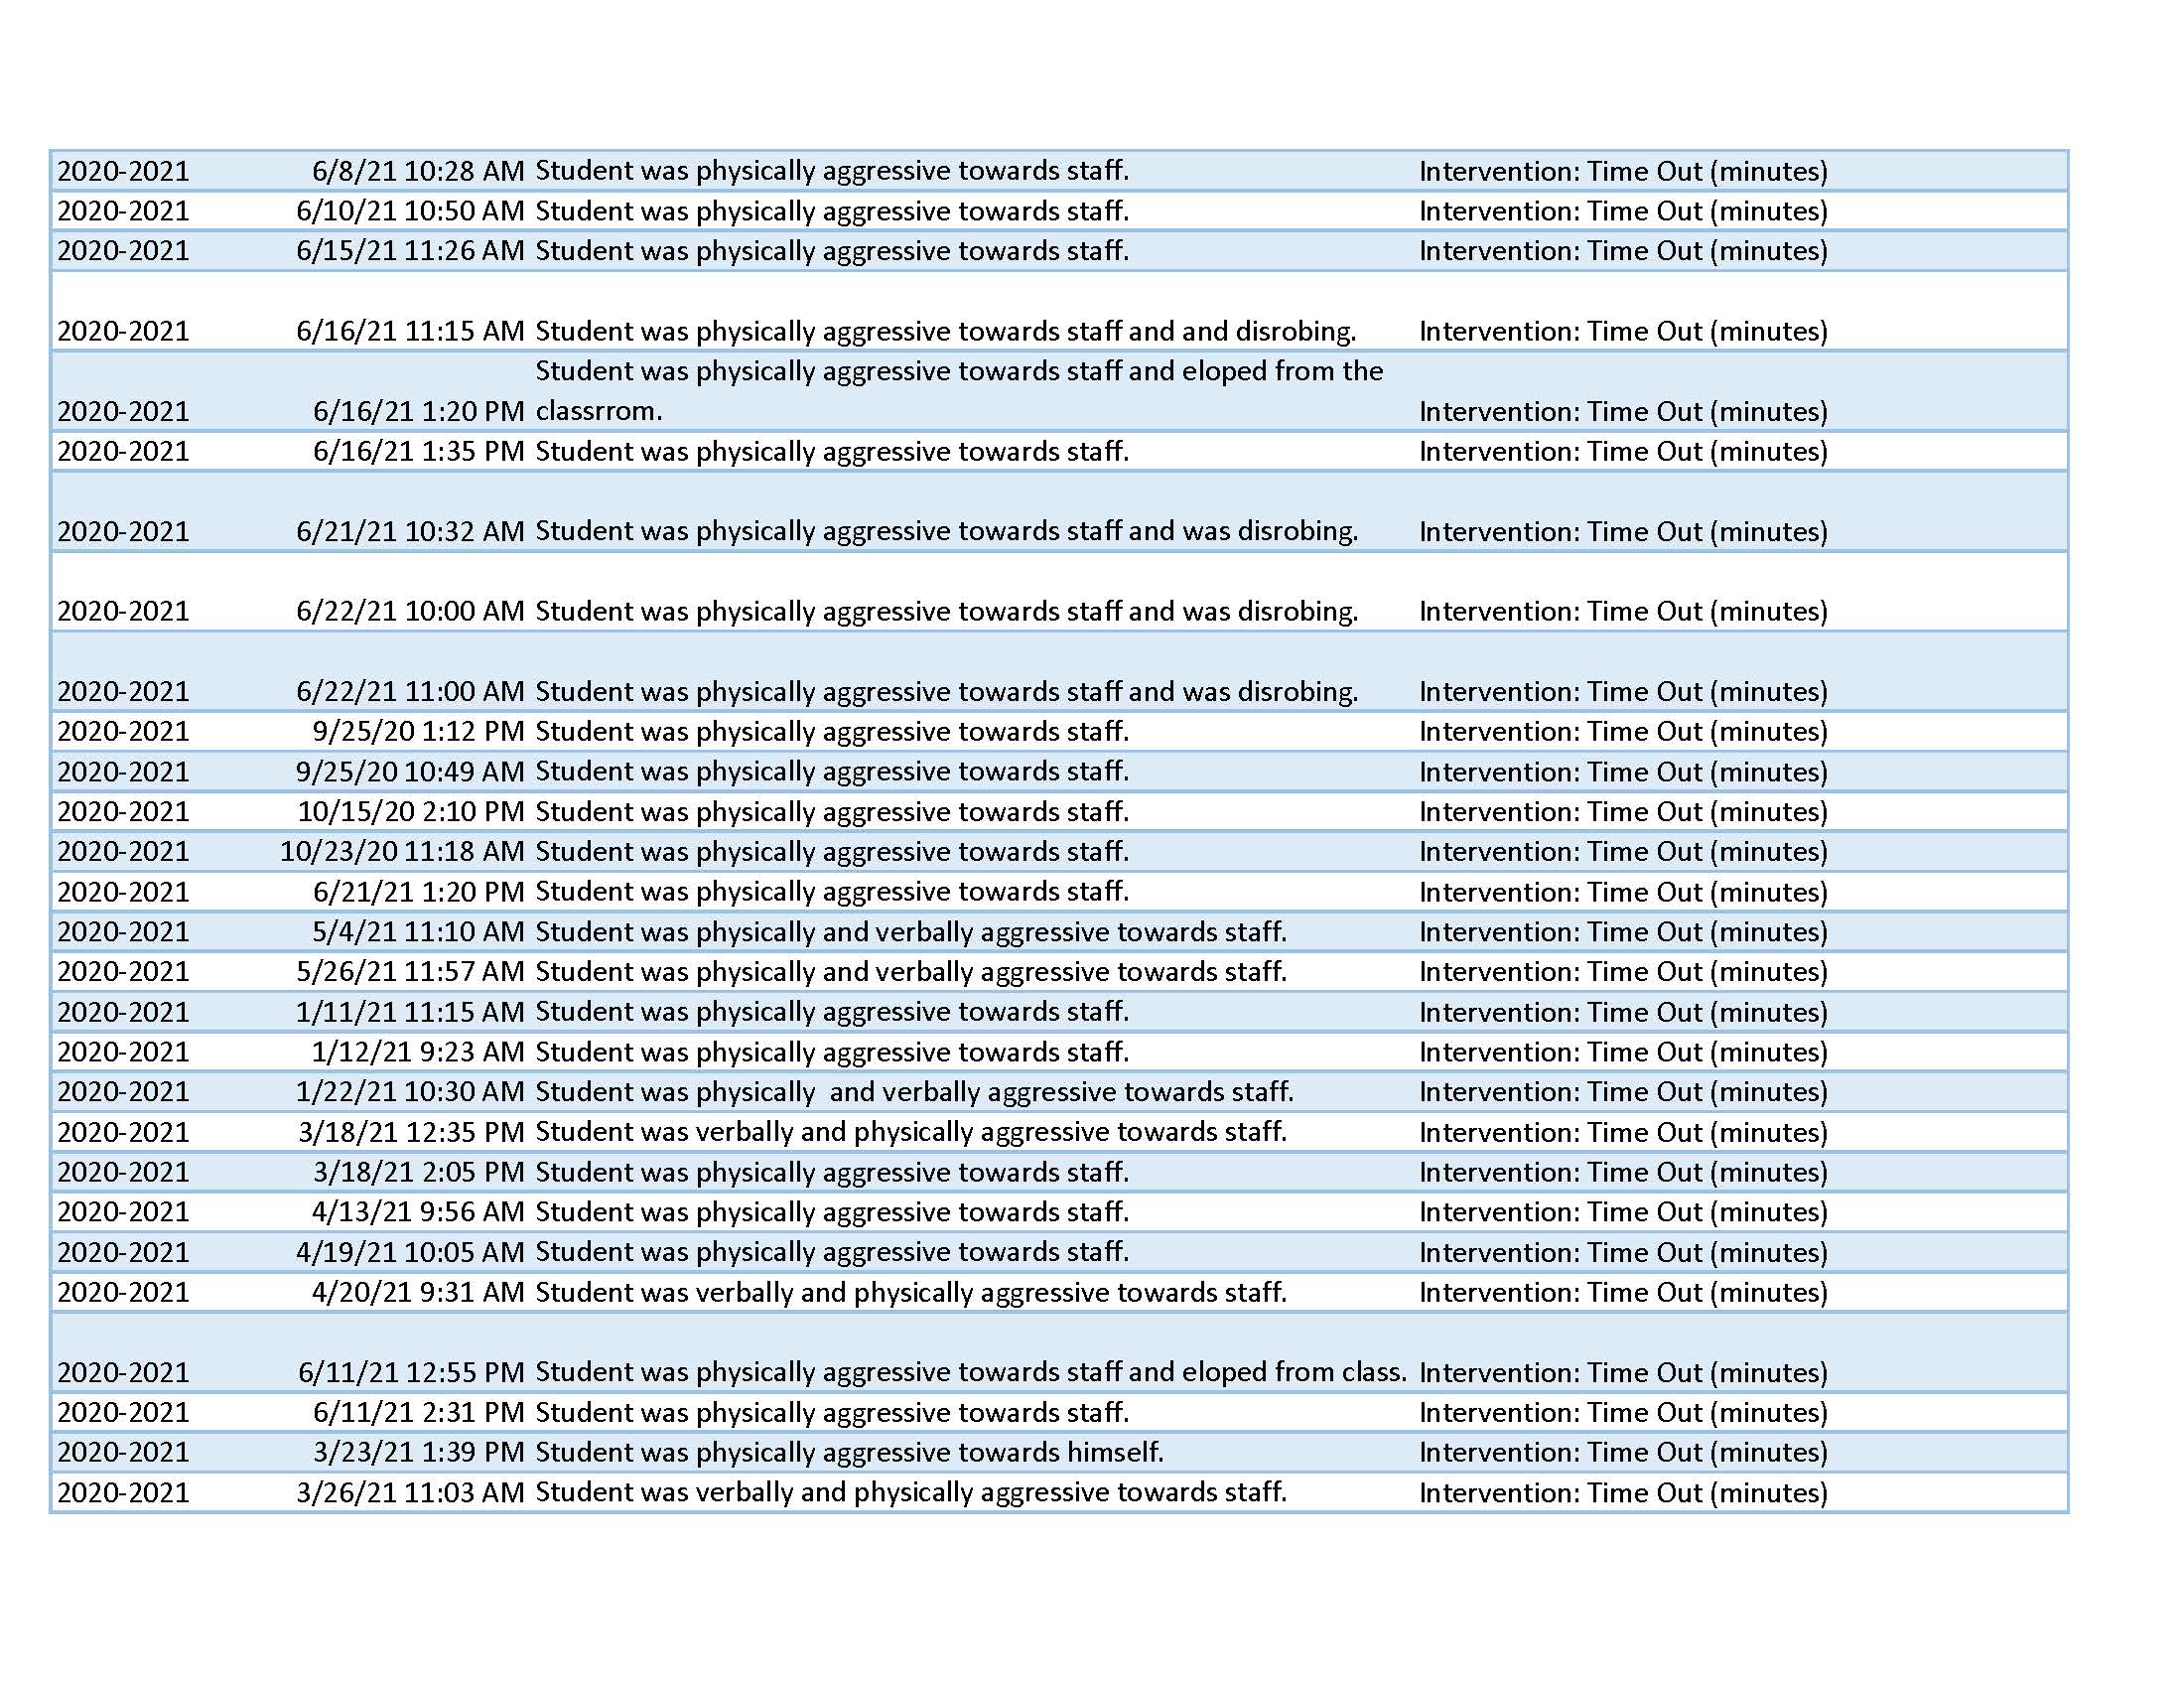 2020-2021 6/8/21 10:28 AM Student was physically aggressive towards staff. Intervention: Time Out (minutes)
2020-2021 6/10/21 10:50 AM Student was physically aggressive towards staff. Intervention: Time Out (minutes)
2020-2021 6/15/21 11:26 AM Student was physically aggressive towards staff. Intervention: Time Out (minutes)
2020-2021 6/16/21 11:15 AM Student was physically aggressive towards staff and and disrobing. Intervention: Time Out (minutes)
Student was physically aggressive towards staff and eloped from the
2020-2021 6/16/21 1:20 PM classrrom. Intervention: Time Out (minutes)
2020-2021 6/16/21 1:35 PM Student was physically aggressive towards staff. Intervention: Time Out (minutes)
2020-2021 6/21/21 10:32 AM Student was physically aggressive towards staff and was disrobing. Intervention: Time Out (minutes)
2020-2021 6/22/21 10:00 AM Student was physically aggressive towards staff and was disrobing. Intervention: Time Out (minutes)
2020-2021 6/22/21 11:00 AM Student was physically aggressive towards staff and was disrobing. Intervention: Time Out (minutes)
2020-2021 9/25/20 1:12 PM Student was physically aggressive towards staff. Intervention: Time Out (minutes)
2020-2021 9/25/20 10:49 AM Student was physically aggressive towards staff. Intervention: Time Out (minutes)
2020-2021 10/15/20 2:10 PM Student was physically aggressive towards staff. Intervention: Time Out (minutes)
2020-2021 10/23/20 11:18 AM Student was physically aggressive towards staff. Intervention: Time Out (minutes)
2020-2021 6/21/21 1:20 PM Student was physically aggressive towards staff. Intervention: Time Out (minutes)
2020-2021 5/4/21 11:10 AM Student was physically and verbally aggressive towards staff. Intervention: Time Out (minutes)
2020-2021 5/26/21 11:57 AM Student was physically and verbally aggressive towards staff. Intervention: Time Out (minutes)
2020-2021 1/11/21 11:15 AM Student was physically aggressive towards staff. Intervention: Time Out (minutes)
2020-2021 1/12/21 9:23 AM Student was physically aggressive towards staff. Intervention: Time Out (minutes)
2020-2021 1/22/21 10:30 AM Student was physically  and verbally aggressive towards staff. Intervention: Time Out (minutes)
2020-2021 3/18/21 12:35 PM Student was verbally and physically aggressive towards staff. Intervention: Time Out (minutes)
2020-2021 3/18/21 2:05 PM Student was physically aggressive towards staff. Intervention: Time Out (minutes)
2020-2021 4/13/21 9:56 AM Student was physically aggressive towards staff. Intervention: Time Out (minutes)
2020-2021 4/19/21 10:05 AM Student was physically aggressive towards staff. Intervention: Time Out (minutes)
2020-2021 4/20/21 9:31 AM Student was verbally and physically aggressive towards staff. Intervention: Time Out (minutes)
2020-2021 6/11/21 12:55 PM Student was physically aggressive towards staff and eloped from class. Intervention: Time Out (minutes)
2020-2021 6/11/21 2:31 PM Student was physically aggressive towards staff. Intervention: Time Out (minutes)
2020-2021 3/23/21 1:39 PM Student was physically aggressive towards himself. Intervention: Time Out (minutes)
2020-2021 3/26/21 11:03 AM Student was verbally and physically aggressive towards staff. Intervention: Time Out (minutes)